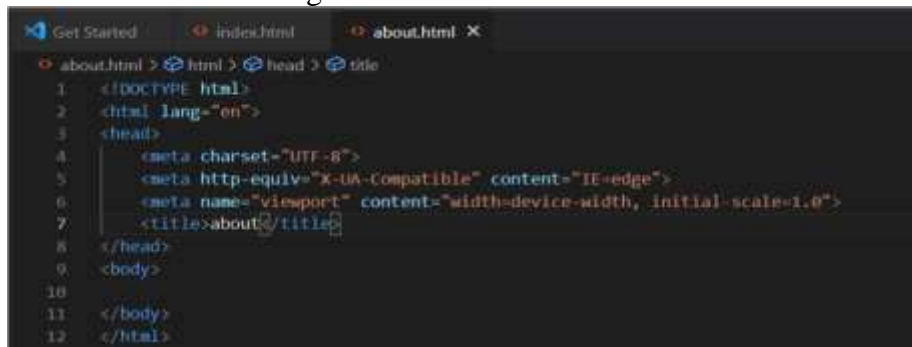 Get Started index.html about.html ×
about.html > html > head > title
1 <!DOCTYPE html>
2 <html lang="en">
3 <head>
4 <meta charset="UTF-8">
5 <meta http-equiv="X-UA-Compatible" content="IE=edge">
6 <meta name="viewport" content="width=device-width, initial-scale=1.0">
7 <title>about</title>
8 </head>
9 <body>
10
11 </body>
12 </html>